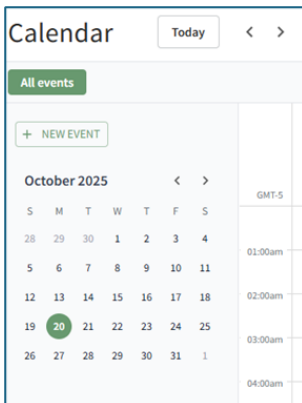 Calendar
Today
All events
+ NEW EVENT
October 2025
S M T W T F S
28 29 30 1 2 3 4
5 6 7 8 9 10 11
12 13 14 15 16 17 18
19 20 21 22 23 24 25
26 27 28 29 30 31 1
GMT-5
01:00am
02:00am
03:00am
04:00am